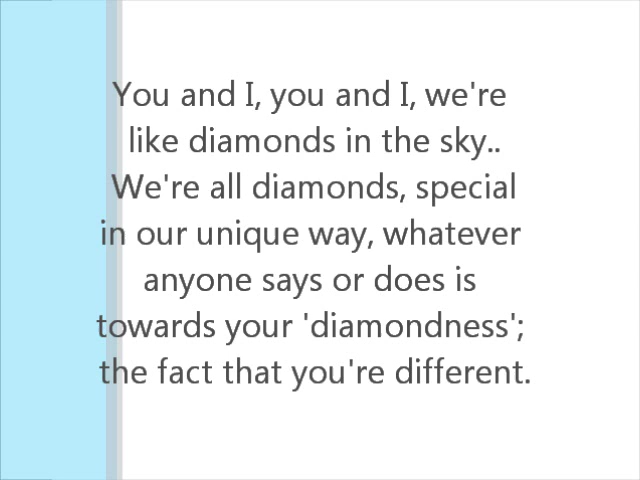 You and I, you and I, we're
like diamonds in the sky..
We're all diamonds, special
in our unique way, whatever
anyone says or does is
towards your 'diamondness';
the fact that you're different.